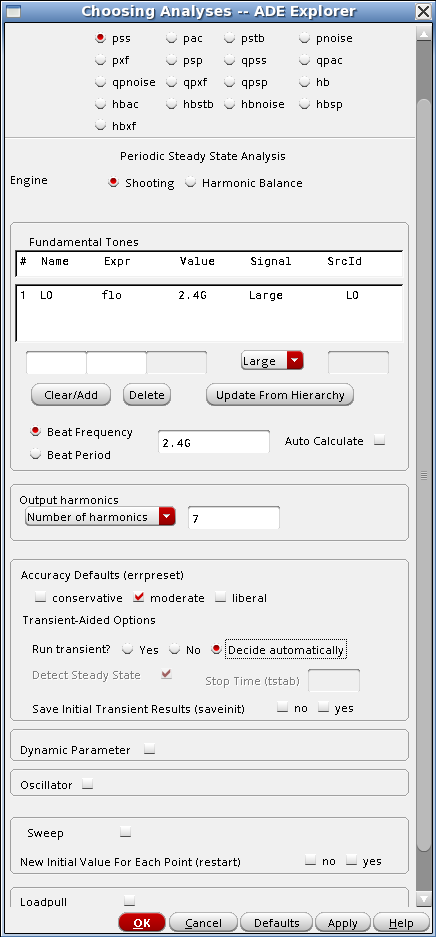 Choosing Analyses -- ADE Explorer
pss pac pstb pnoise
pxf psp qpss qpac
qpnoise qpxf qpsp hb
hbac hbstb hbnoise hbsp
hbxf
Periodic Steady State Analysis
Engine Shooting Harmonic Balance
Fundamental Tones
# Name Expr Value Signal SrcId
1 LO flo 2.4G Large LO
Large
Clear/Add Delete Update From Hierarchy
Beat Frequency 2.4G Auto Calculate
Beat Period
Output harmonics
Number of harmonics 7
Accuracy Defaults (errpreset)
conservative moderate liberal
Transient-Aided Options
Run transient? Yes No Decide automatically
Detect Steady State Stop Time (tstab)
Save Initial Transient Results (saveinit) no yes
Dynamic Parameter
Oscillator
Sweep
New Initial Value For Each Point (restart) no yes
Loadpull
OK Cancel Defaults Apply Help